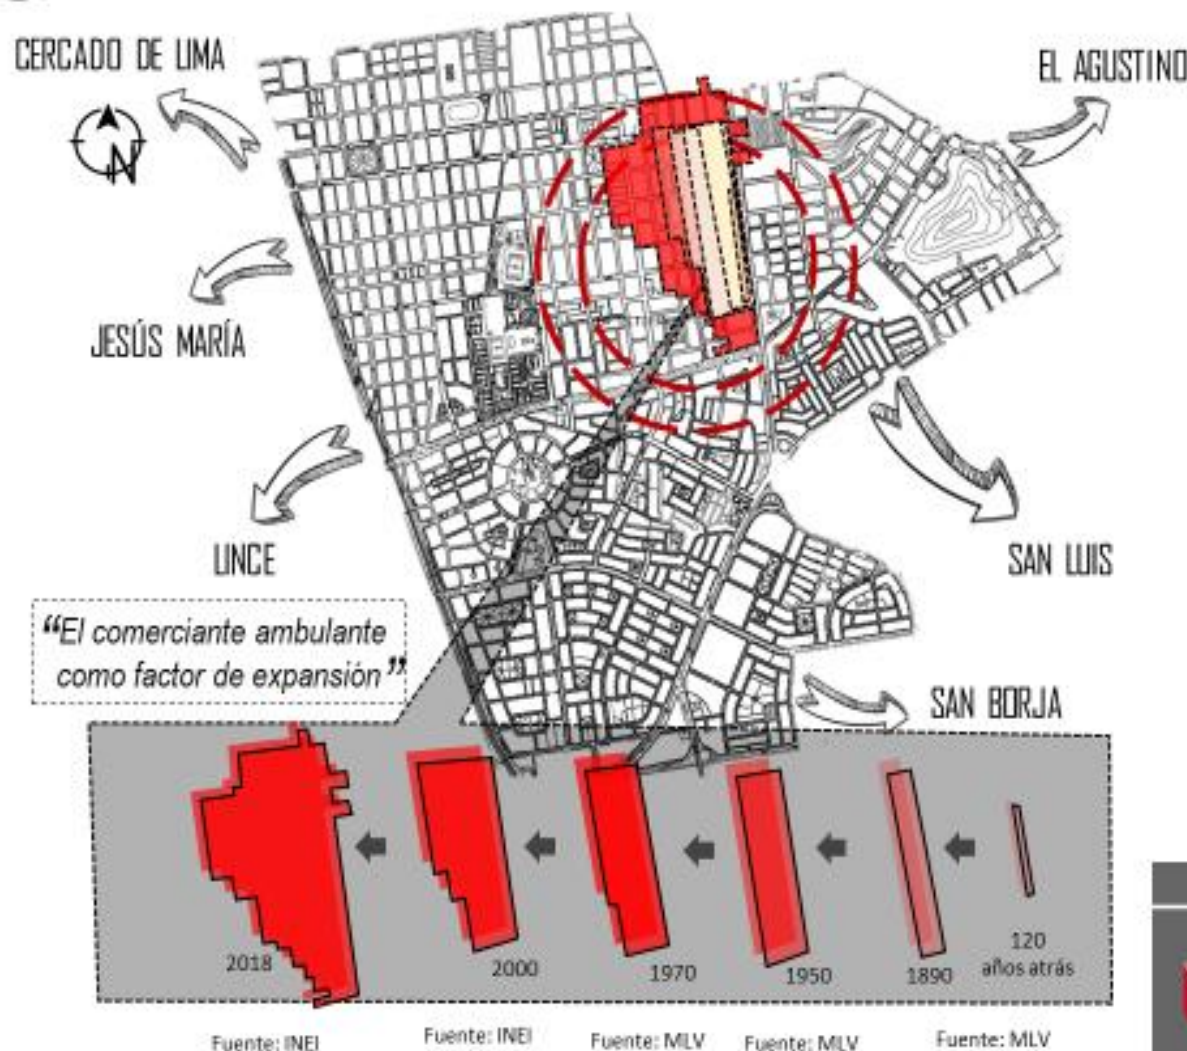 CERCADO DE LIMA
EL AGUSTINO
N
JESÚS MARÍA
LINCE
SAN LUIS
“El comerciante ambulante
como factor de expansión”
SAN BORJA
2018
2000
1970
1950
1890
120
años atrás
Fuente: INEI
Fuente: INEI
Fuente: MLV
Fuente: MLV
Fuente: MLV